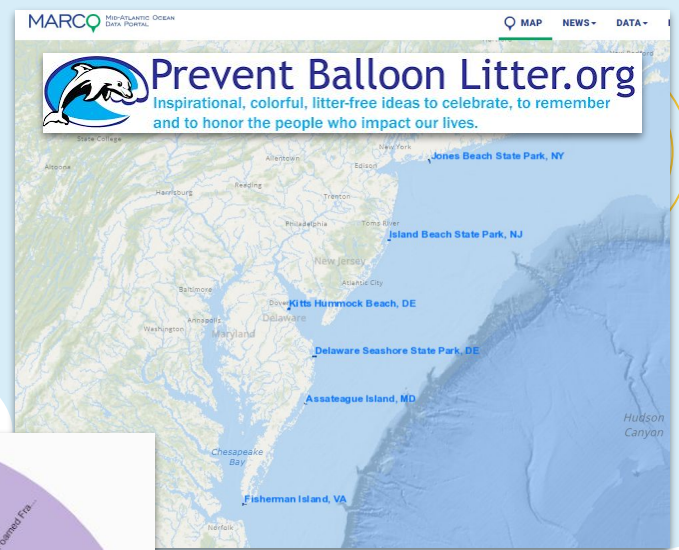 MARCO MID-ATLANTIC OCEAN
DATA PORTAL
MAP NEWS DATA
Prevent Balloon Litter.org
Inspirational, colorful, litter-free ideas to celebrate, to remember
and to honor the people who impact our lives.
State College
New York
Jones Beach State Park, NY
Allentown
Edison
Altoona
Reading
Harrisburg
Trenton
Philadelphia
Toms River
Island Beach State Park, NJ
New Jersey
Atlantic City
Baltimore
Dover
Kitts Hummock Beach, DE
Delaware
Annapolis
Washington
Maryland
Delaware Seashore State Park, DE
Assateague Island, MD
Hudson
Canyon
Chesapeake
Bay
Fisherman Island, VA
Norfolk
oamed Fra...